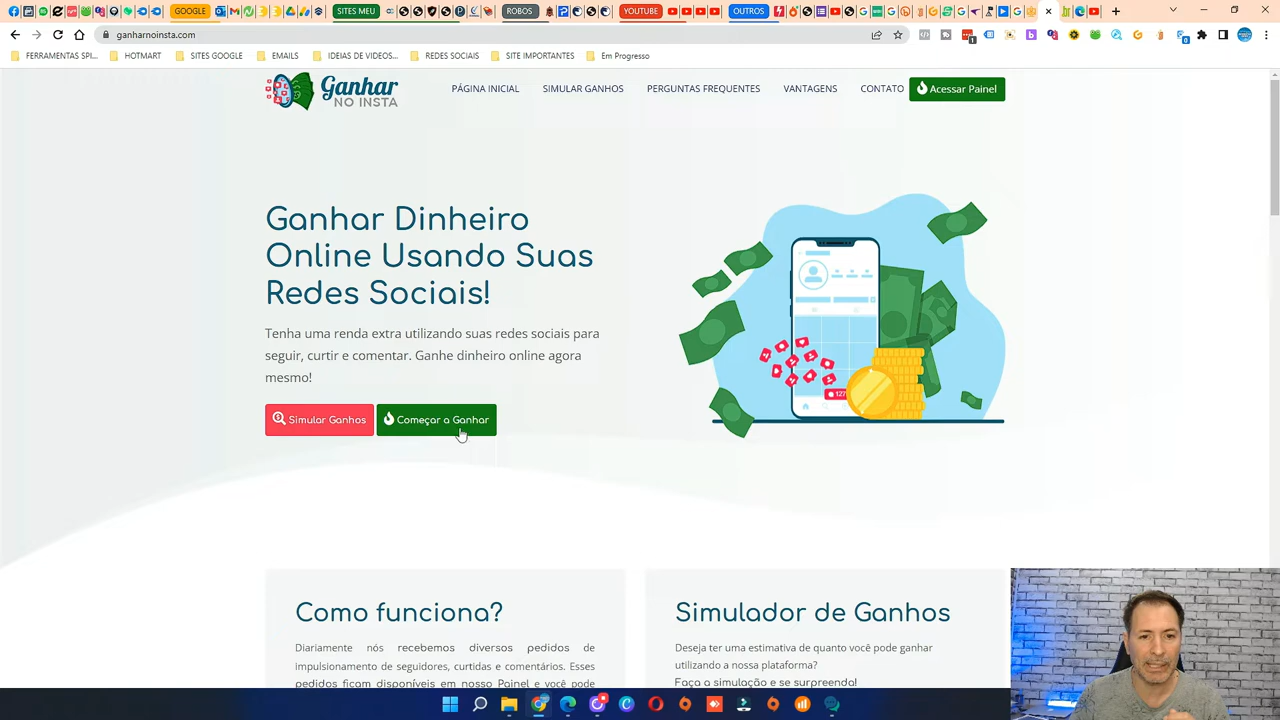 GOOGLE
SITES MEU
ROBOS
YOUTUBE
OUTROS
ganharnoinsta.com
FERRAMENTAS SPI...
HOTMART
SITES GOOGLE
EMAILS
IDEIAS DE VIDEOS...
REDES SOCIAIS
SITE IMPORTANTES
Em Progresso
Ganhar
NO INSTA
PÁGINA INICIAL
SIMULAR GANHOS
PERGUNTAS FREQUENTES
VANTAGENS
CONTATO
Acessar Painel
Ganhar Dinheiro
Online Usando Suas
Redes Sociais!
Tenha uma renda extra utilizando suas redes sociais para
seguir, curtir e comentar. Ganhe dinheiro online agora
mesmo!
Simular Ganhos
Começar a Ganhar
127
Como funciona?
Diariamente nós recebemos diversos pedidos de
impulsionamento de seguidores, curtidas e comentários. Esses
pedidos ficam disponíveis em nosso Painel e você pode
Simulador de Ganhos
Deseja ter uma estimativa de quanto você pode ganhar
utilizando a nossa plataforma?
Faça a simulação e se surpreenda!